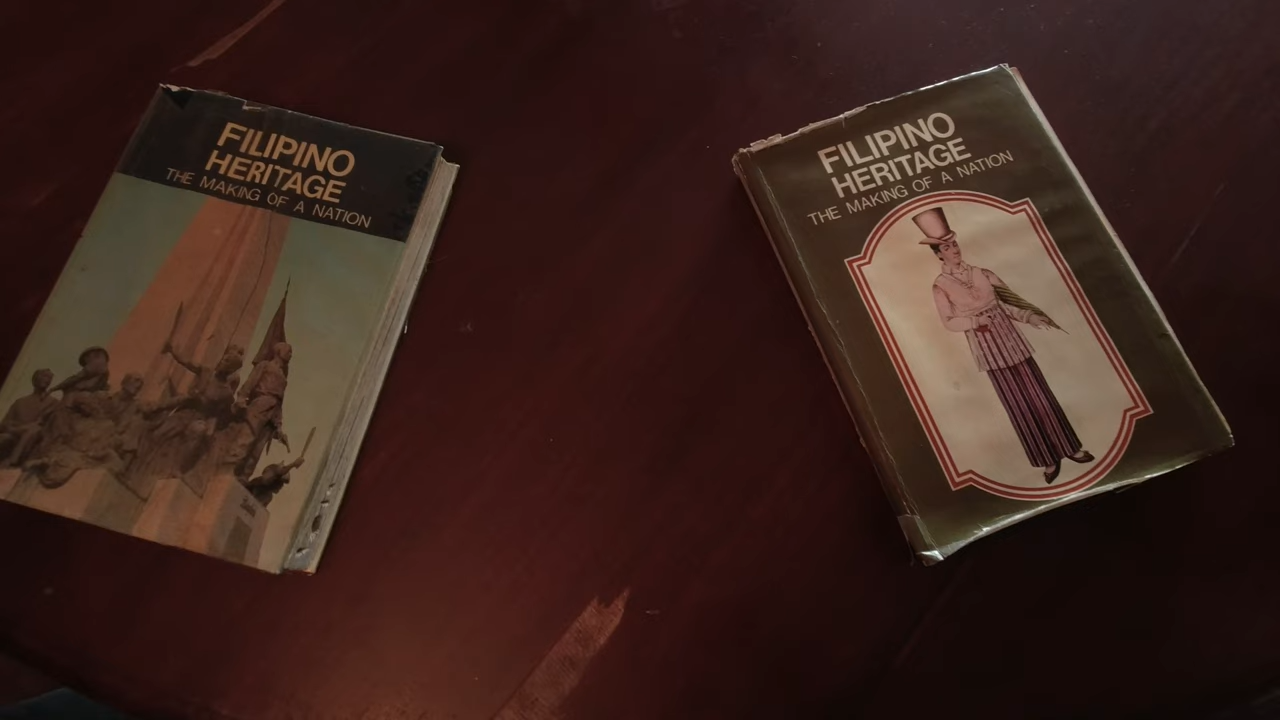 FILIPINO
HERITAGE
THE MAKING OF A NATION
FILIPINO
HERITAGE
THE MAKING OF A NATION